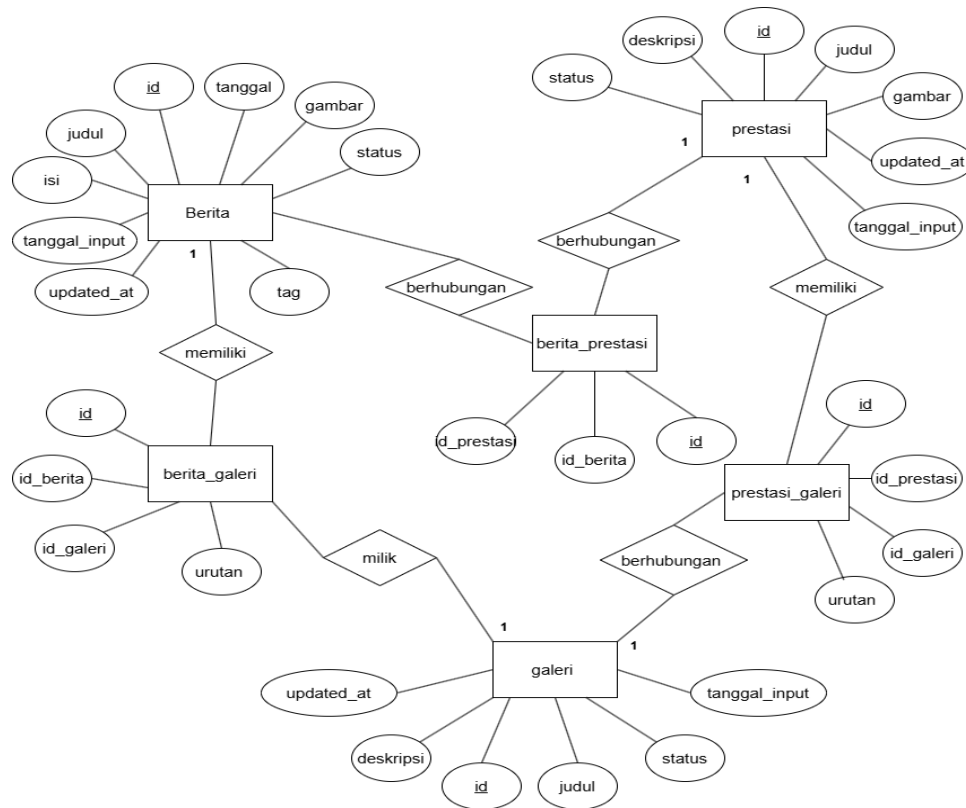 id
deskripsi
judul
status
id
tanggal
gambar
gambar
prestasi
judul
status
1
updated_at
isi
1
Berita
tanggal_input
tanggal_input
berhubungan
1
updated_at
tag
berhubungan
memiliki
berita_prestasi
memiliki
id
id
id_prestasi
id
id_berita
berita_galeri
id_berita
prestasi_galeri
id_prestasi
id_galeri
urutan
milik
berhubungan
id_galeri
urutan
1
1
galeri
updated_at
tanggal_input
deskripsi
status
id
judul